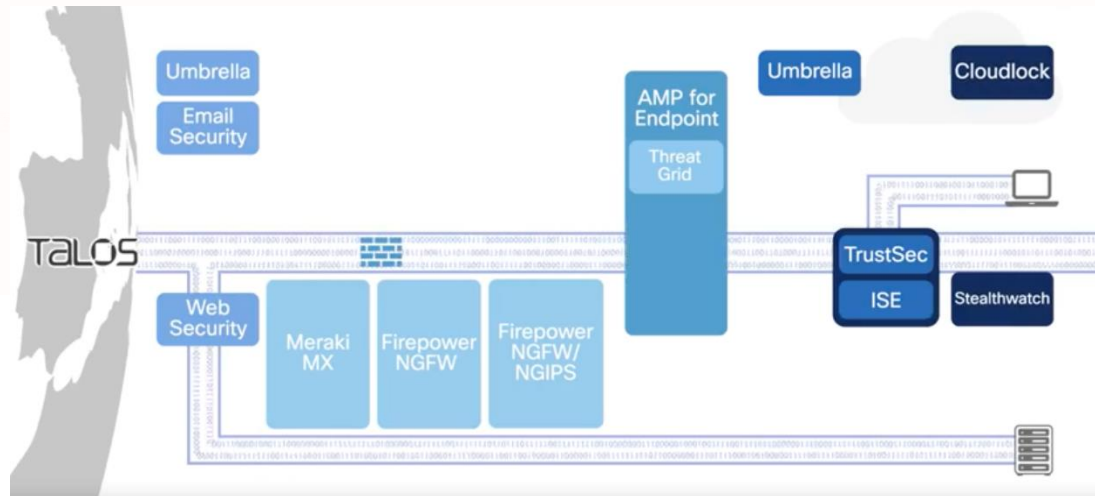 Umbrella
Email
Security
AMP for
Endpoint
Threat
Grid
Umbrella
Cloudlock
TALOS
TrustSec
ISE
Stealthwatch
Web
Security
Meraki
MX
Firepower
NGFW
Firepower
NGFW/
NGIPS